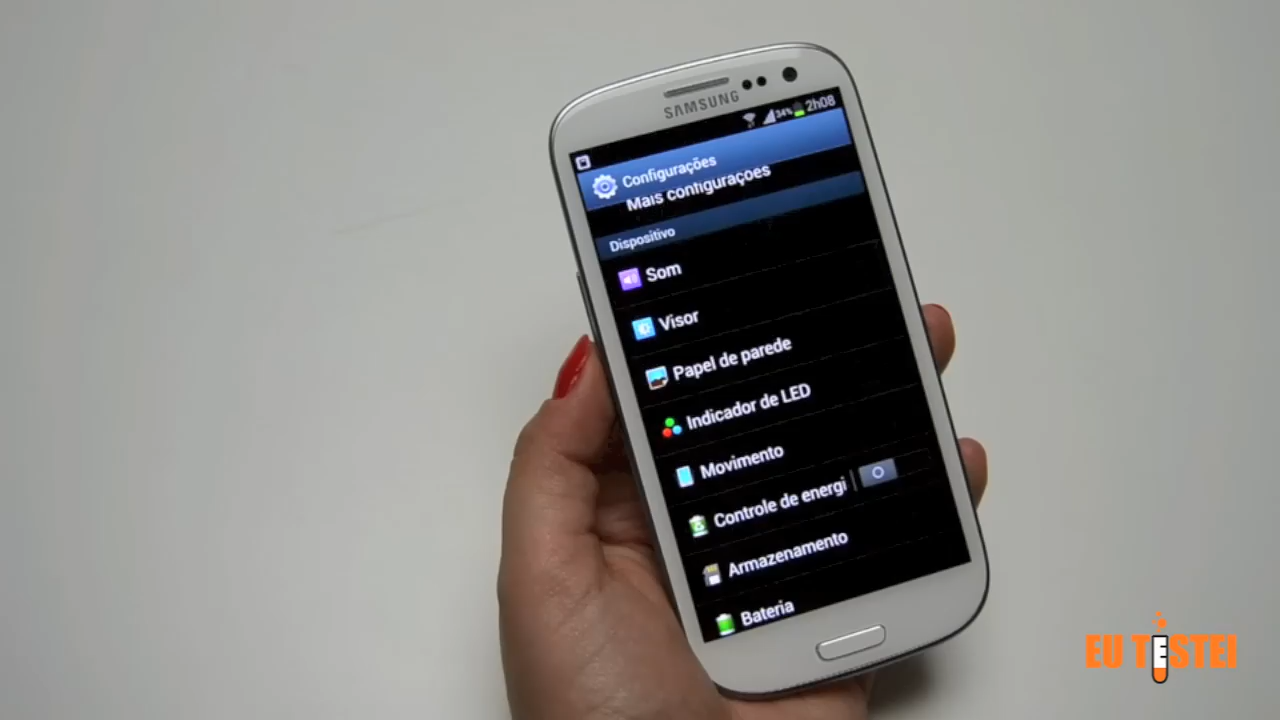 SAMSUNG
34% 2h08
Configurações
Mais configurações
Dispositivo
Som
Visor
Papel de parede
Indicador de LED
Movimento
Controle de energi
Armazenamento
Bateria
EU TESTEI